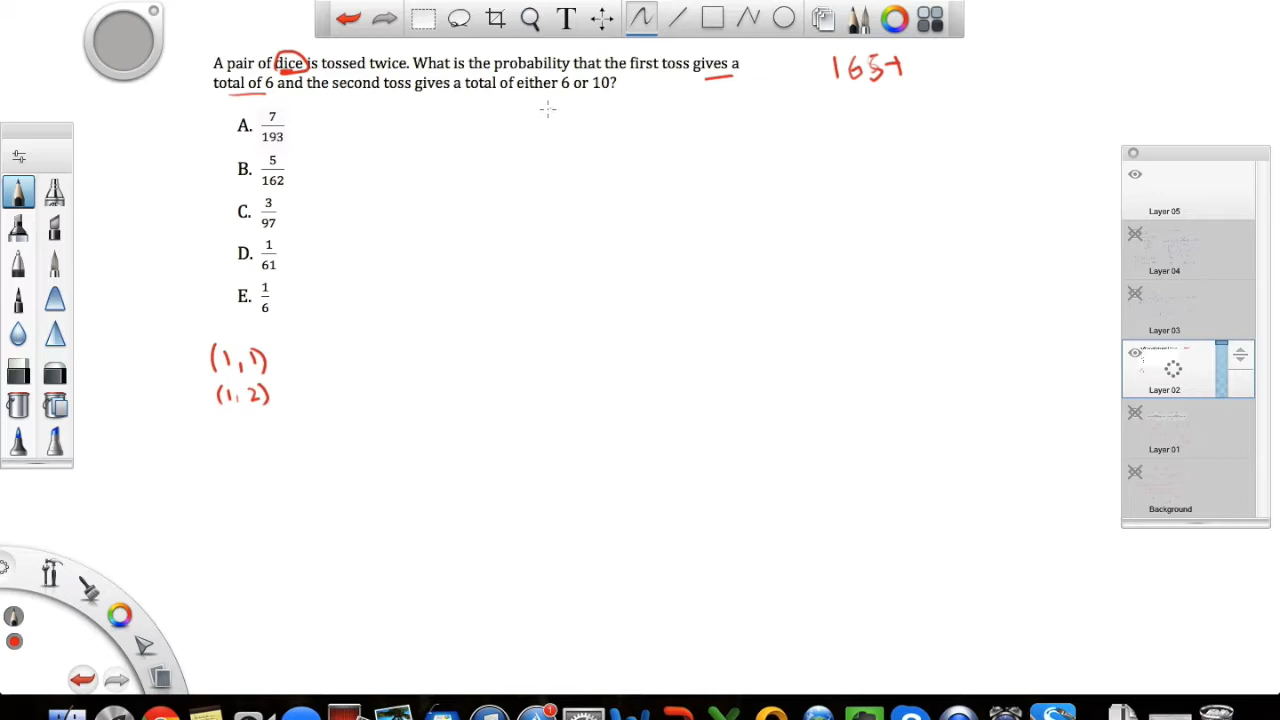 A pair of dice is tossed twice. What is the probability that the first toss gives a
total of 6 and the second toss gives a total of either 6 or 10?
A. 7/193
B. 5/162
C. 3/97
D. 1/61
E. 1/6
(1, 1)
(1, 2)
T
Layer 05
Layer 04
Layer 03
Layer 02
Layer 01
Background
1